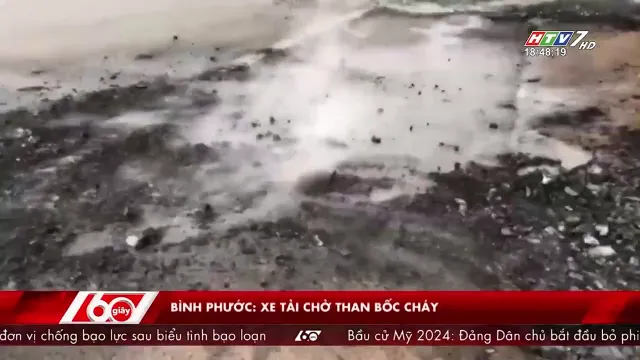 HTV7 HD
18:48:19
60 giây
BÌNH PHƯỚC: XE TẢI CHỞ THAN BỐC CHÁY
đơn vị chống bạo lực sau biểu tình bạo loạn 60 Bầu cử Mỹ 2024: Đảng Dân chủ bắt đầu bỏ phi